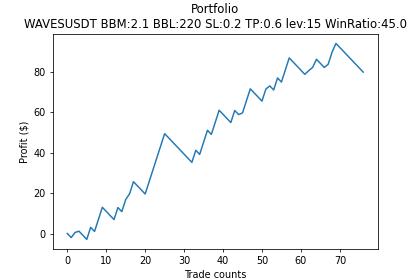 Portfolio
WAVESUSDT BBM:2.1 BBL:220 SL:0.2 TP:0.6 lev:15 WinRatio:45.0
80
60
40
20
0
Profit ($)
0 10 20 30 40 50 60 70
Trade counts